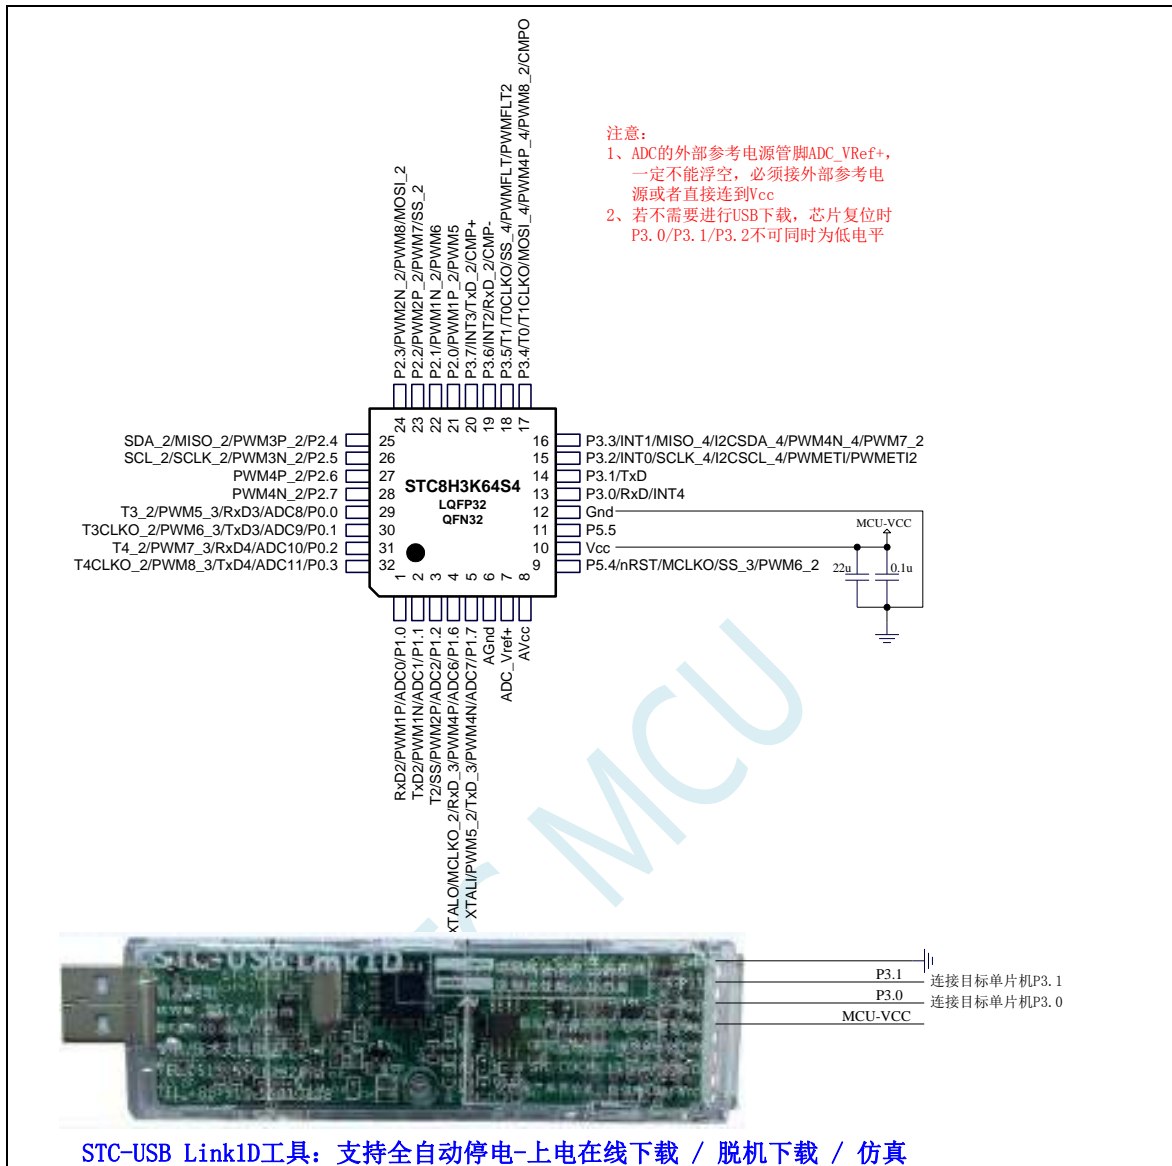 注意:
1、ADC的外部参考电源管脚ADC_VRef+,
一定不能浮空, 必须接外部参考电
源或者直接连到Vcc
2、若不需要进行USB下载, 芯片复位时
P3.0/P3.1/P3.2不可同时为低电平
P2.3/PWM2N_2/PWM8/MOSI_2
P2.2/PWM2P_2/PWM7/SS_2
P2.1/PWM1N_2/PWM6
P2.0/PWM1P_2/PWM5
P3.7/INT3/TxD_2/CMP+
P3.6/INT2/RxD_2/CMP-
P3.5/T1/T0CLKO/SS_4/PWMFLT/PWMFLT2
P3.4/T0/T1CLKO/MOSI_4/PWM4P_4/PWM8_2/CMPO
24 23 22 21 20 19 18 17
SDA_2/MISO_2/PWM3P_2/P2.4 25
SCL_2/SCLK_2/PWM3N_2/P2.5 26
PWM4P_2/P2.6 27
PWM4N_2/P2.7 28
T3_2/PWM5_3/RxD3/ADC8/P0.0 29
T3CLKO_2/PWM6_3/TxD3/ADC9/P0.1 30
T4_2/PWM7_3/RxD4/ADC10/P0.2 31
T4CLKO_2/PWM8_3/TxD4/ADC11/P0.3 32
STC8H3K64S4
LQFP32
QFN32
16 P3.3/INT1/MISO_4/I2CSDA_4/PWM4N_4/PWM7_2
15 P3.2/INT0/SCLK_4/I2CSCL_4/PWMETI/PWMETI2
14 P3.1/TxD
13 P3.0/RxD/INT4
12 Gnd
11 P5.5
10 Vcc
9 P5.4/nRST/MCLKO/SS_3/PWM6_2
MCU-VCC
22u
0.1u
1 2 3 4 5 6 7 8
RxD2/PWM1P/ADC0/P1.0
TxD2/PWM1N/ADC1/P1.1
T2/SS/PWM2P/ADC2/P1.2
XTALO/MCLKO_2/RxD_3/PWM4P/ADC6/P1.6
XTALI/PWM5_2/TxD_3/PWM4N/ADC7/P1.7
AGnd
ADC_Vref+
AVcc
MCU
STC-USB Link1D
P3.1 连接目标单片机P3.1
P3.0 连接目标单片机P3.0
MCU-VCC
STC-USB Link1D工具: 支持全自动停电-上电在线下载 / 脱机下载 / 仿真